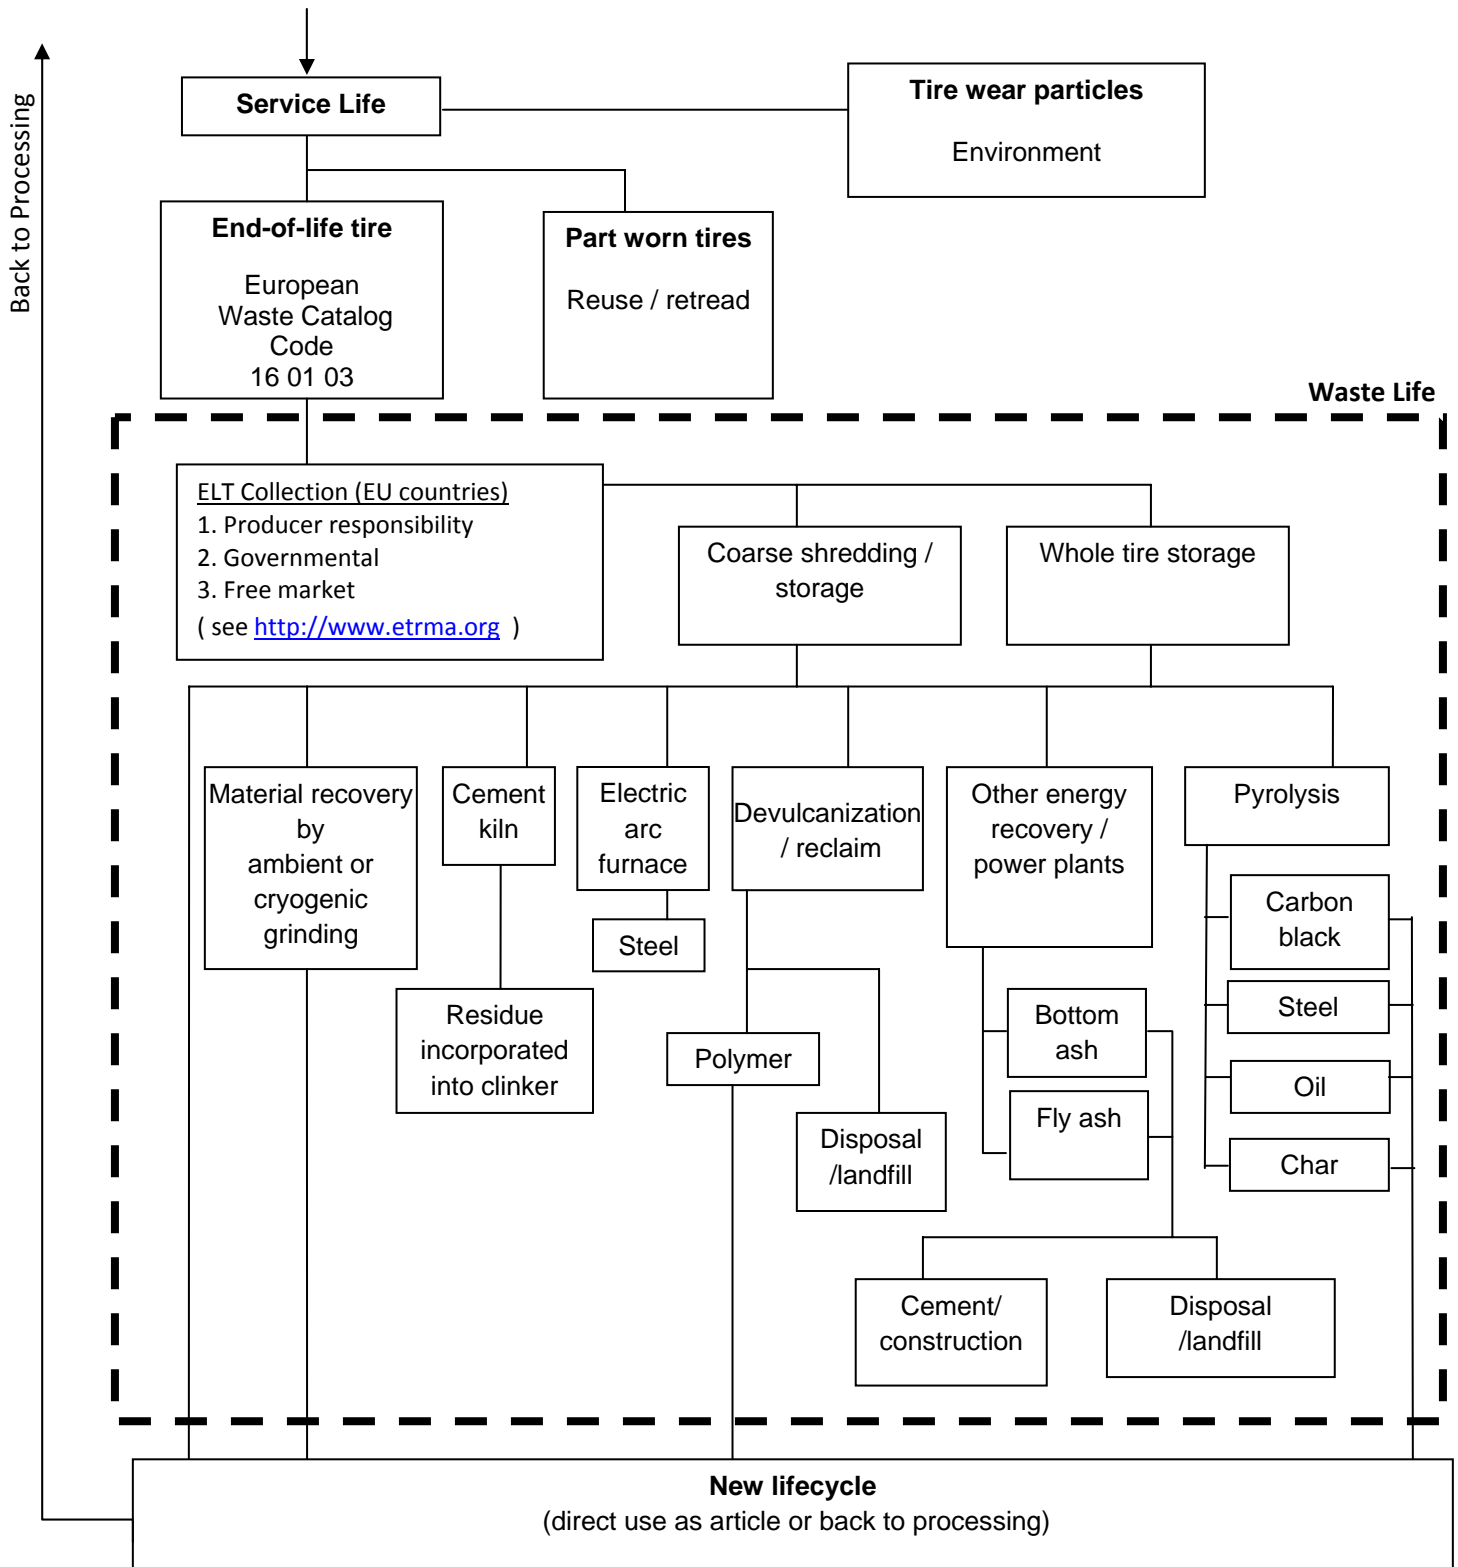 Back to Processing
Service Life
Tire wear particles
Environment
End-of-life tire
European
Waste Catalog
Code
16 01 03
Part worn tires
Reuse / retread
Waste Life
ELT Collection (EU countries)
1. Producer responsibility
2. Governmental
3. Free market
( see http://www.etrma.org )
Coarse shredding /
storage
Whole tire storage
Material recovery
by
ambient or
cryogenic
grinding
Cement
kiln
Electric
arc
furnace
Devulcanization
/ reclaim
Other energy
recovery /
power plants
Pyrolysis
Steel
Residue
incorporated
into clinker
Polymer
Disposal
/landfill
Bottom
ash
Fly ash
Carbon
black
Steel
Oil
Char
Cement/
construction
Disposal
/landfill
New lifecycle
(direct use as article or back to processing)